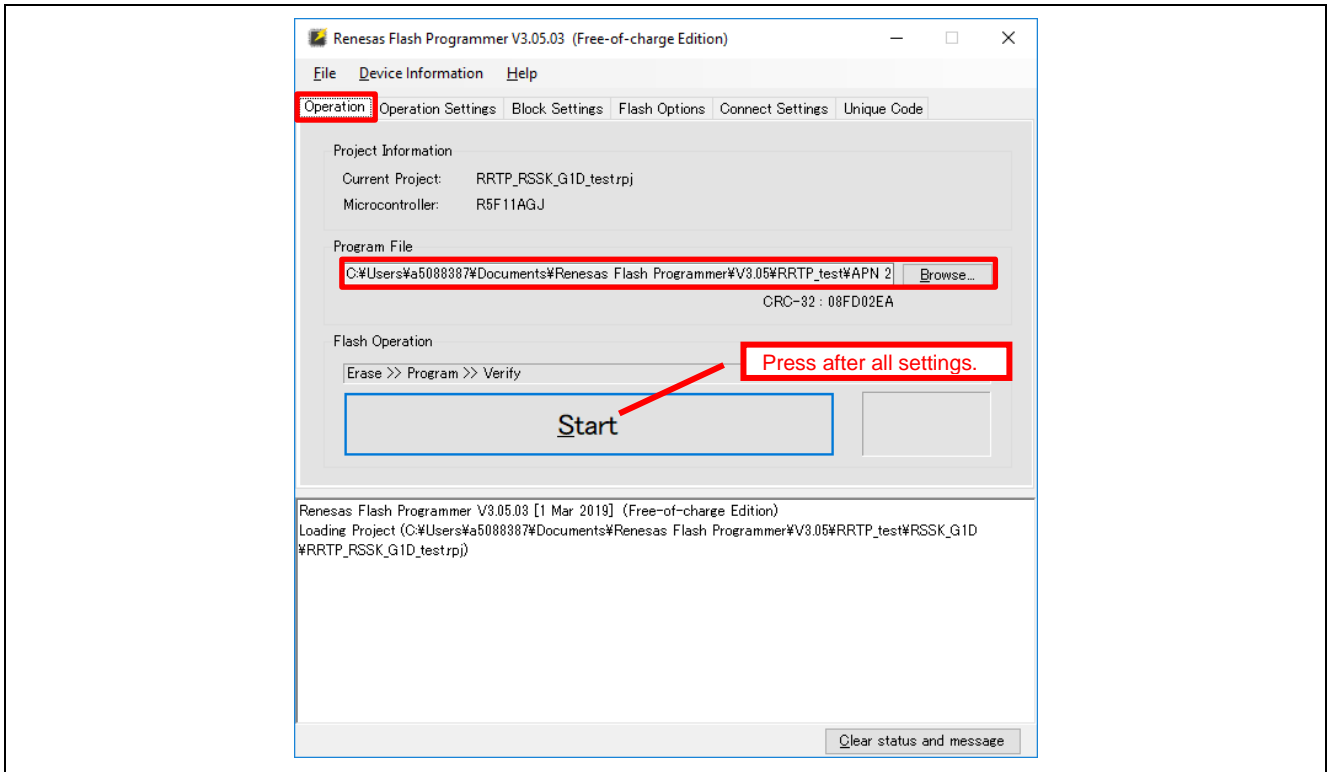 Renesas Flash Programmer V3.05.03 (Free-of-charge Edition)
File Device Information Help
Operation Operation Settings Block Settings Flash Options Connect Settings Unique Code
Project Information
Current Project: RRTP_RSSK_G1D_test.rpj
Microcontroller: R5F11AGJ
Program File
C:¥Users¥a5088387¥Documents¥Renesas Flash Programmer¥V3.05¥RRTP_test¥APN 2 Browse...
CRC-32 : 08FD02EA
Flash Operation
Press after all settings.
Erase >> Program >> Verify
Start
Renesas Flash Programmer V3.05.03 [1 Mar 2019] (Free-of-charge Edition)
Loading Project (C:¥Users¥a5088387¥Documents¥Renesas Flash Programmer¥V3.05¥RRTP_test¥RSSK_G1D
¥RRTP_RSSK_G1D_test.rpj)
Clear status and message